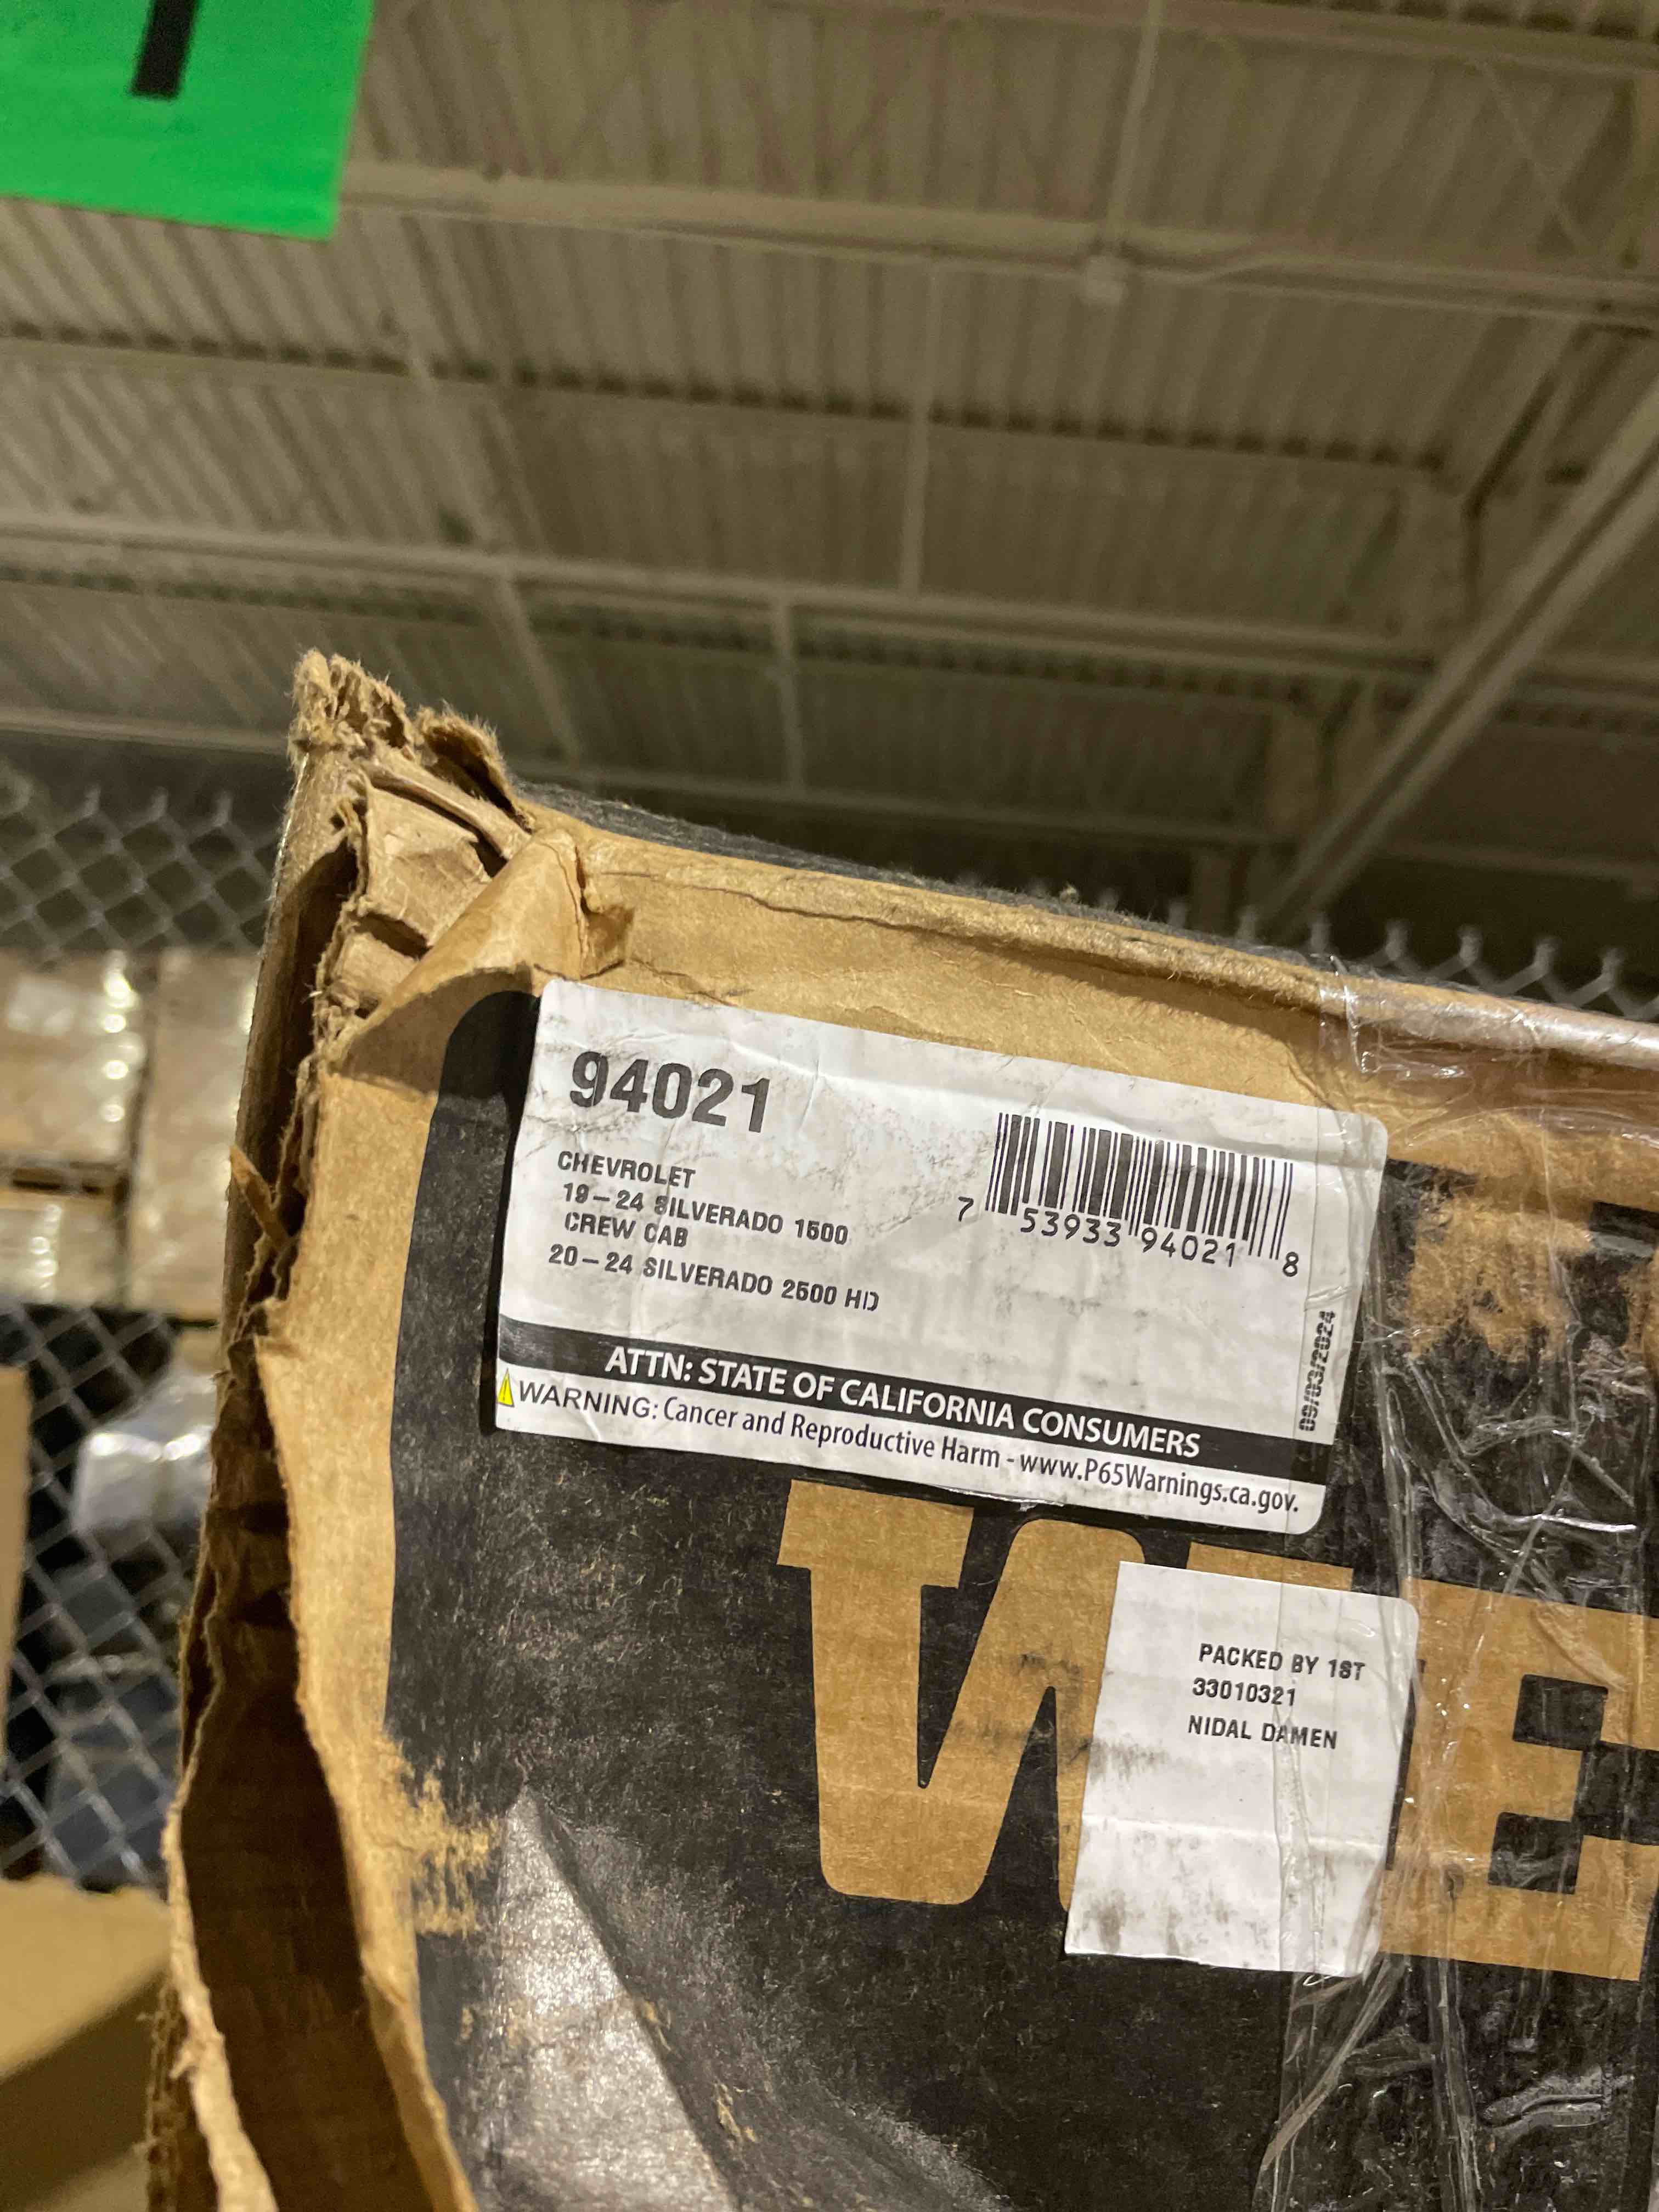 94021
CHEVROLET
19-24 SILVERADO 1500
CREW CAB
20-24 SILVERADO 2500 HD
7 53933 94021 8
09/03/2024
ATTN: STATE OF CALIFORNIA CONSUMERS
WARNING: Cancer and Reproductive Harm - www.P65Warnings.ca.gov.
WE
PACKED BY 1ST
33010321
NIDAL DAMEN